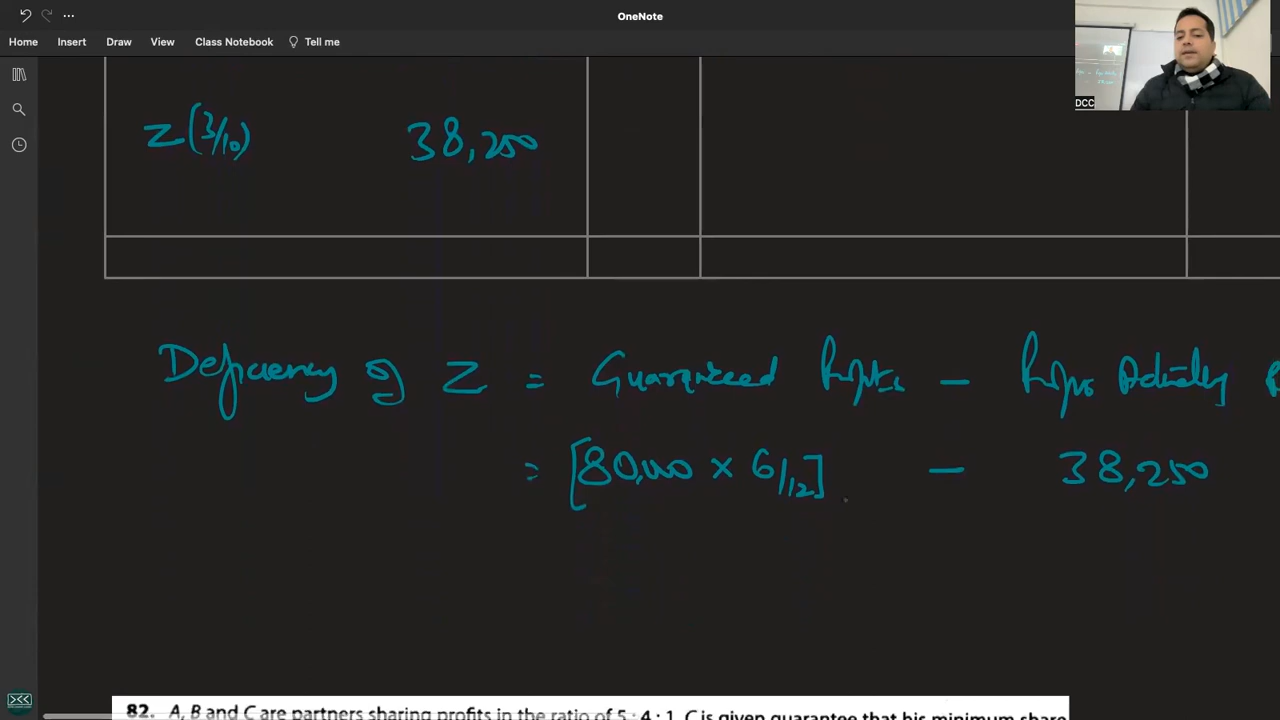 OneNote
Home Insert Draw View Class Notebook Tell me
DCC
Z (3/10) 38,250
Deficiency of Z = Guaranteed Profits - Profits Actually
= [80,000 × 6/12] - 38,250
82. A, B and C are partners sharing profits in the ratio of 5 : 4 : 1. C is given guarantee that his minimum share